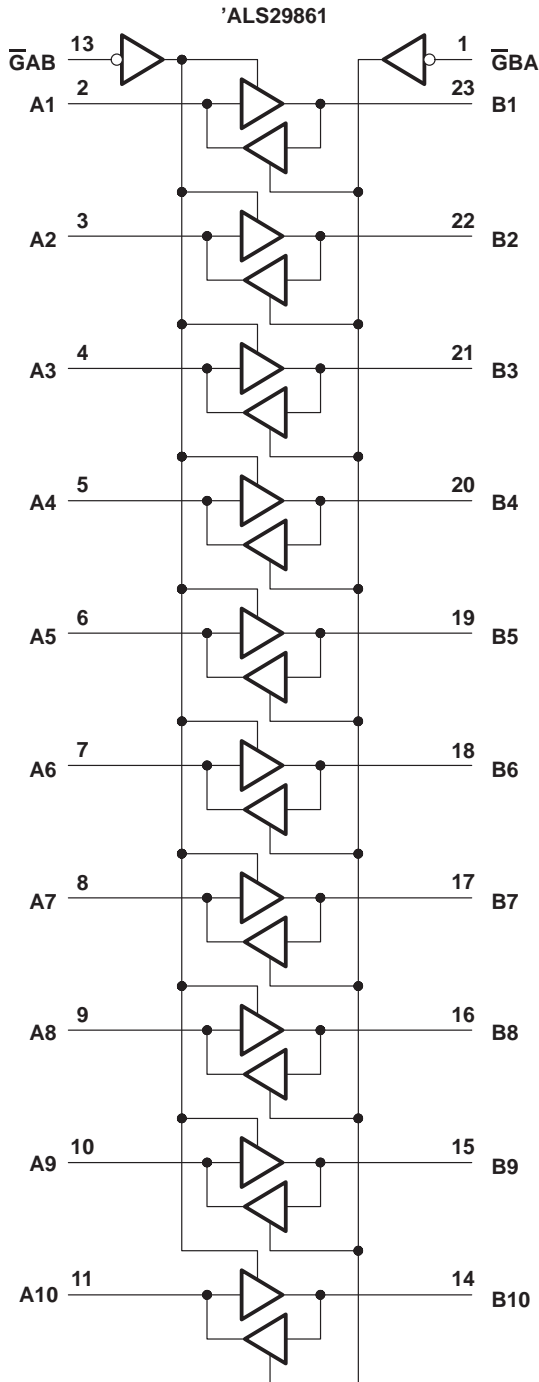 'ALS29861
G̅AB 13 1 G̅BA
A1 2 23 B1
A2 3 22 B2
A3 4 21 B3
A4 5 20 B4
A5 6 19 B5
A6 7 18 B6
A7 8 17 B7
A8 9 16 B8
A9 10 15 B9
A10 11 14 B10